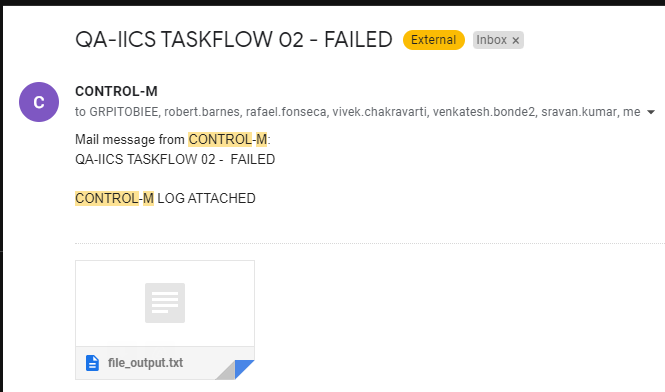 QA-IICS TASKFLOW 02 - FAILED External Inbox ×
C
CONTROL-M
to GRPITOBIEE, robert.barnes, rafael.fonseca, vivek.chakravarti, venkatesh.bonde2, sravan.kumar, me
Mail message from CONTROL-M:
QA-IICS TASKFLOW 02 - FAILED
CONTROL-M LOG ATTACHED
file_output.txt